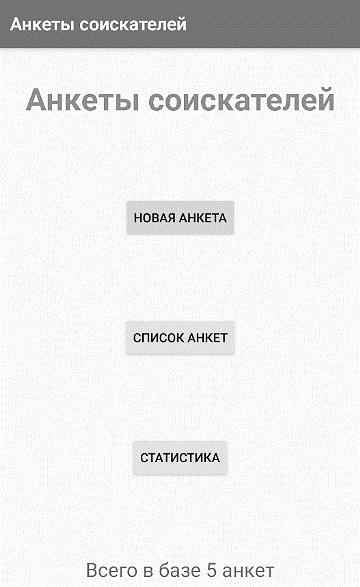 Анкеты соискателей
Анкеты соискателей
НОВАЯ АНКЕТА
СПИСОК АНКЕТ
СТАТИСТИКА
Всего в базе 5 анкет